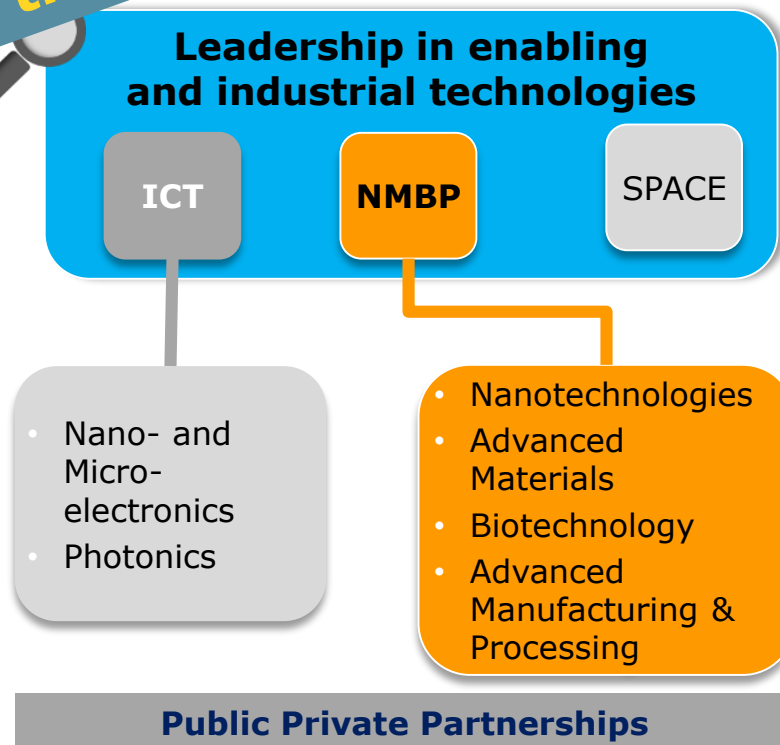 Leadership in enabling
and industrial technologies
ICT
NMBP
SPACE
• Nano- and
Micro-
electronics
• Photonics
• Nanotechnologies
• Advanced
Materials
• Biotechnology
• Advanced
Manufacturing &
Processing
Public Private Partnerships